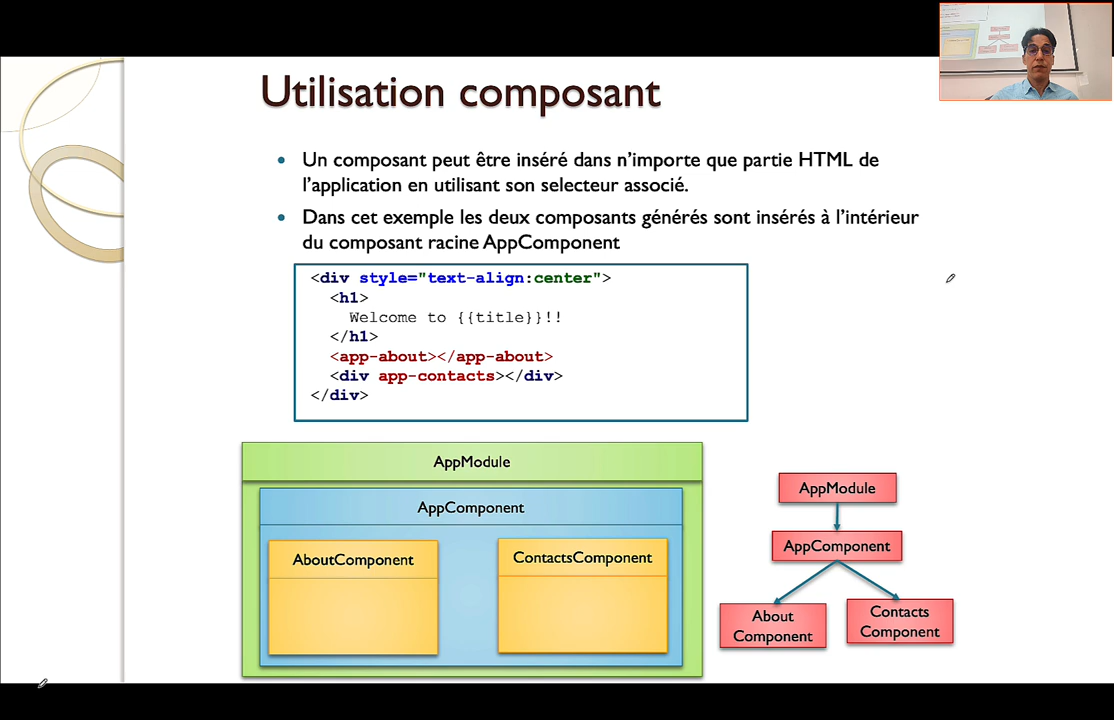 Utilisation composant
Un composant peut être inséré dans n’importe que partie HTML de
l’application en utilisant son selecteur associé.
Dans cet exemple les deux composants générés sont insérés à l’intérieur
du composant racine AppComponent
<div style="text-align:center">
<h1>
Welcome to {{title}}!!
</h1>
<app-about></app-about>
<div app-contacts></div>
</div>
AppModule
AppComponent
AboutComponent
ContactsComponent
AppModule
AppComponent
About
Component
Contacts
Component